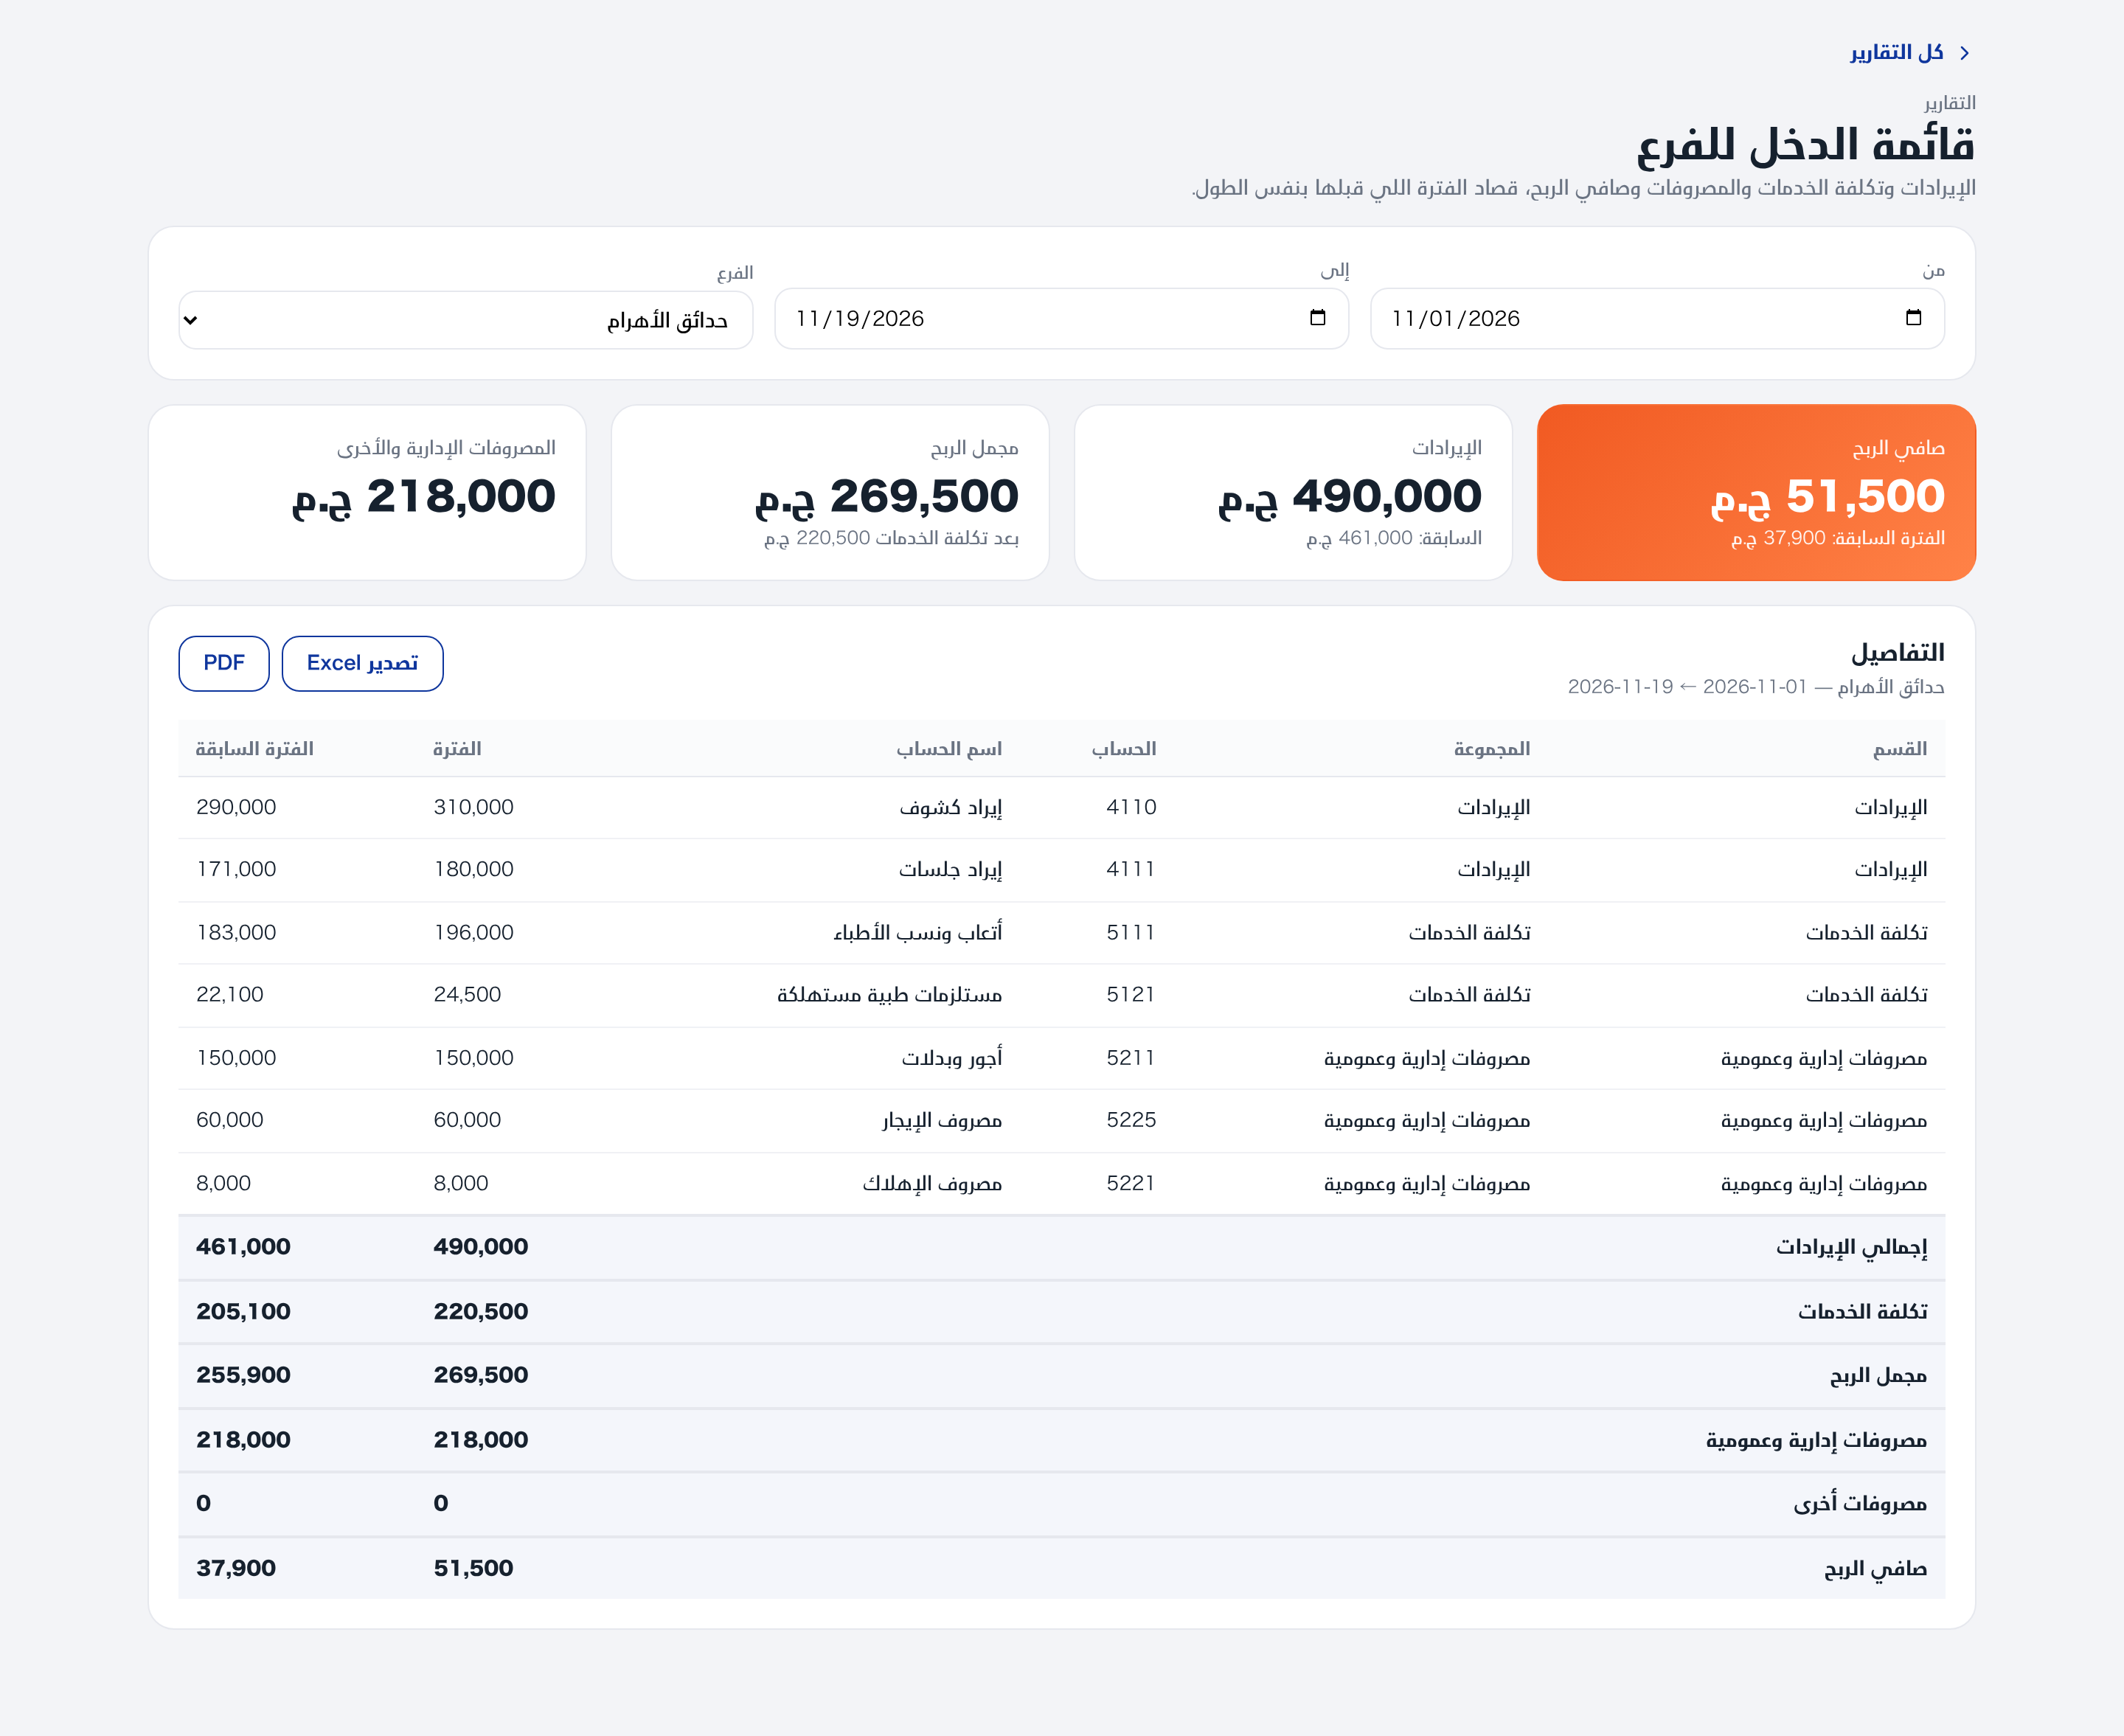 كل التقارير
التقارير
قائمة الدخل للفرع
الإيرادات وتكلفة الخدمات والمصروفات وصافي الربح، قصاد الفترة اللي قبلها بنفس الطول.
من
11/01/2026
إلى
11/19/2026
الفرع
حدائق الأهرام
صافي الربح
51,500 ج.م
الفترة السابقة: 37,900 ج.م
الإيرادات
490,000 ج.م
السابقة: 461,000 ج.م
مجمل الربح
269,500 ج.م
بعد تكلفة الخدمات 220,500 ج.م
المصروفات الإدارية والأخرى
218,000 ج.م
التفاصيل
حدائق الأهرام — 2026-11-01 ← 2026-11-19
تصدير Excel
PDF
القسم المجموعة الحساب اسم الحساب الفترة الفترة السابقة
الإيرادات الإيرادات 4110 إيراد كشوف 310,000 290,000
الإيرادات الإيرادات 4111 إيراد جلسات 180,000 171,000
تكلفة الخدمات تكلفة الخدمات 5111 أتعاب ونسب الأطباء 196,000 183,000
تكلفة الخدمات تكلفة الخدمات 5121 مستلزمات طبية مستهلكة 24,500 22,100
مصروفات إدارية وعمومية مصروفات إدارية وعمومية 5211 أجور وبدلات 150,000 150,000
مصروفات إدارية وعمومية مصروفات إدارية وعمومية 5225 مصروف الإيجار 60,000 60,000
مصروفات إدارية وعمومية مصروفات إدارية وعمومية 5221 مصروف الإهلاك 8,000 8,000
إجمالي الإيرادات 490,000 461,000
تكلفة الخدمات 220,500 205,100
مجمل الربح 269,500 255,900
مصروفات إدارية وعمومية 218,000 218,000
مصروفات أخرى 0 0
صافي الربح 51,500 37,900